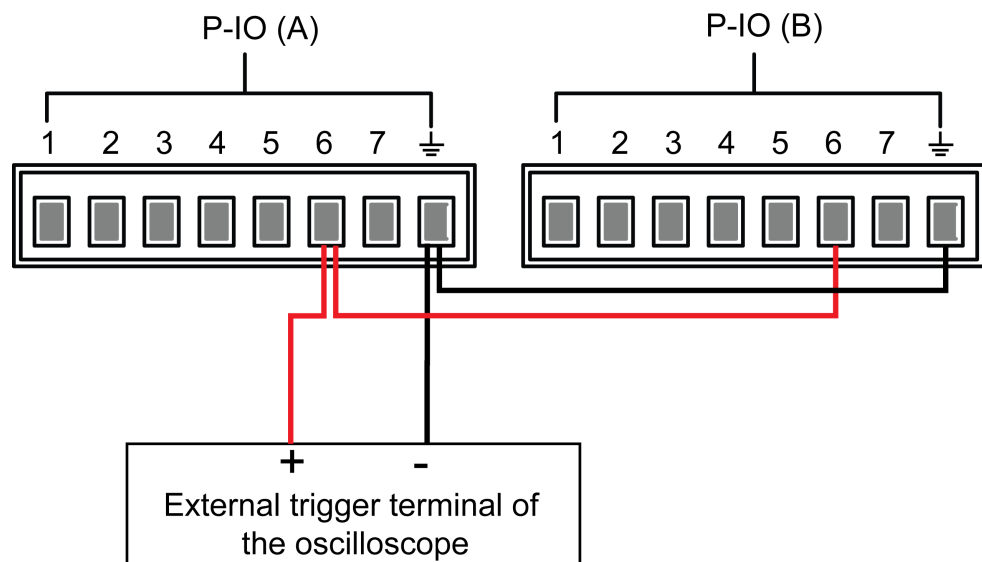 P-IO (A) P-IO (B)
1 2 3 4 5 6 7 1 2 3 4 5 6 7
+ -
External trigger terminal of
the oscilloscope